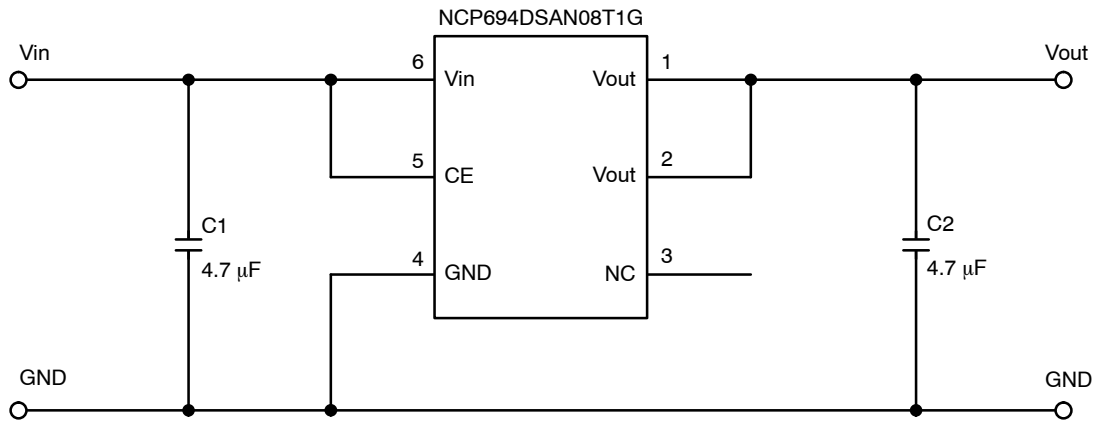 NCP694DSAN08T1G
Vin
Vout
6
Vin
Vout
1
5
CE
Vout
2
C1
4.7 μF
4
GND
NC
3
C2
4.7 μF
GND
GND